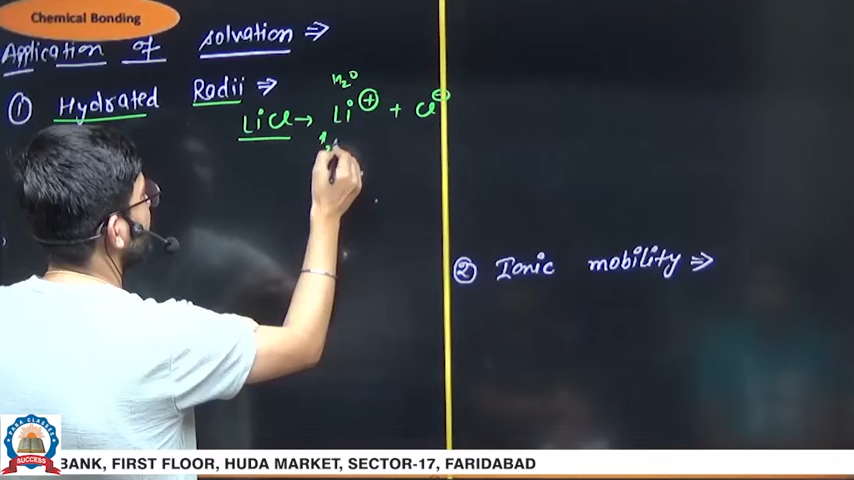 Chemical Bonding
Application of solvation ⇒
① Hydrated Radii ⇒
H₂O
LiCl → Li⊕ + Cl⊖
② Ionic mobility ⇒
SUCCESS
BANK, FIRST FLOOR, HUDA MARKET, SECTOR-17, FARIDABAD